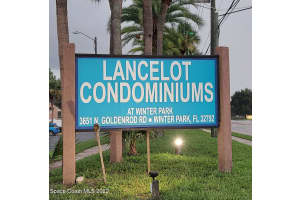 LANCELOT
CONDOMINIUMS
AT WINTER PARK
3651 N. GOLDENROD RD ■ WINTER PARK, FL 32792
Space Coast MLS 2022